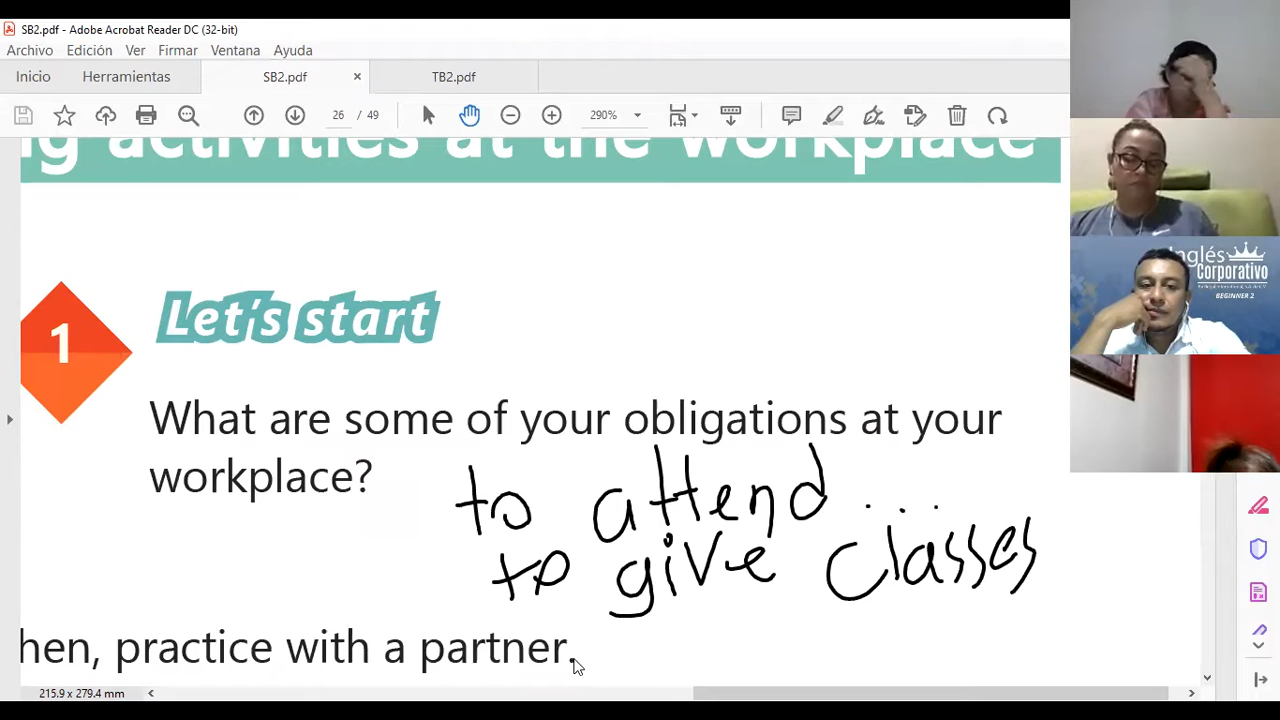 SB2.pdf - Adobe Acrobat Reader DC (32-bit)
Archivo Edición Ver Firmar Ventana Ayuda
Inicio Herramientas SB2.pdf × TB2.pdf
26 / 49 290%
ng activities at the workplace
1 Let's start
What are some of your obligations at your
workplace?
to attend ...
to give classes
hen, practice with a partner.
215.9 x 279.4 mm
Inglés
Corporativo
BEGINNER 2